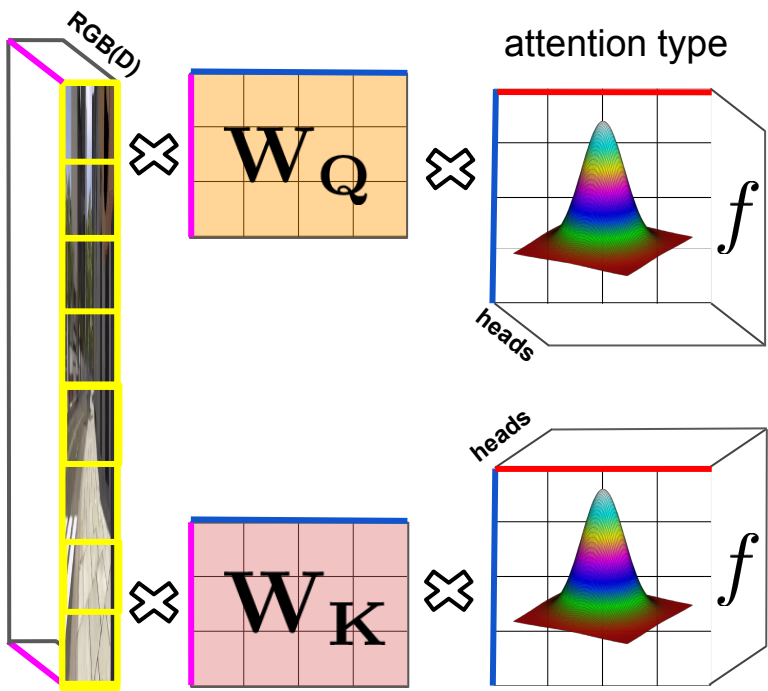 RGB(D)
attention type
W_Q
f
heads
heads
W_K
f